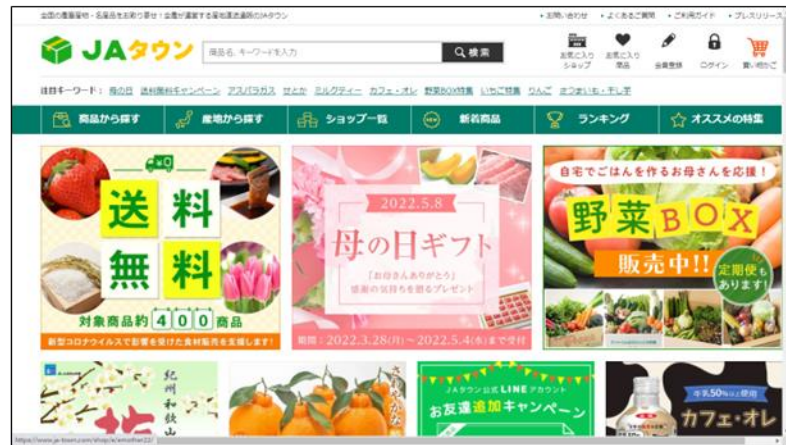 全国の農畜産物・名産品をお取り寄せ！全農が運営する産地直送通販のJAタウン
お問い合わせ
よくあるご質問
ご利用ガイド
プレスリリース
JAタウン
商品名、キーワードを入力
検索
お気に入り
ショップ
お気に入り
商品
会員登録
ログイン
買い物かご
注目キーワード：
母の日
送料無料キャンペーン
アスパラガス
せとか
ミルクティー
カフェ・オレ
野菜BOX特集
いちご特集
りんご
さつまいも・干し芋
商品から探す
産地から探す
ショップ一覧
NEW
新着商品
ランキング
オススメの特集
¥0
送料
無料
対象商品約400商品
新型コロナウイルスで影響を受けた食材販売を支援します！
2022.5.8
母の日ギフト
「お母さんありがとう」
感謝の気持ちを贈るプレゼント
期間：2022.3.28(月)～2022.5.4(水)まで受付
自宅でごはんを作るお母さんを応援！
野菜BOX
販売中!!
定期便も
あります！
紀州和歌山
梅
さわやかな
JAタウン公式LINEアカウント
お友達追加キャンペーン
牛乳50%以上使用
カフェ・オレ
https://www.ja-town.com/shop/e/emother22/